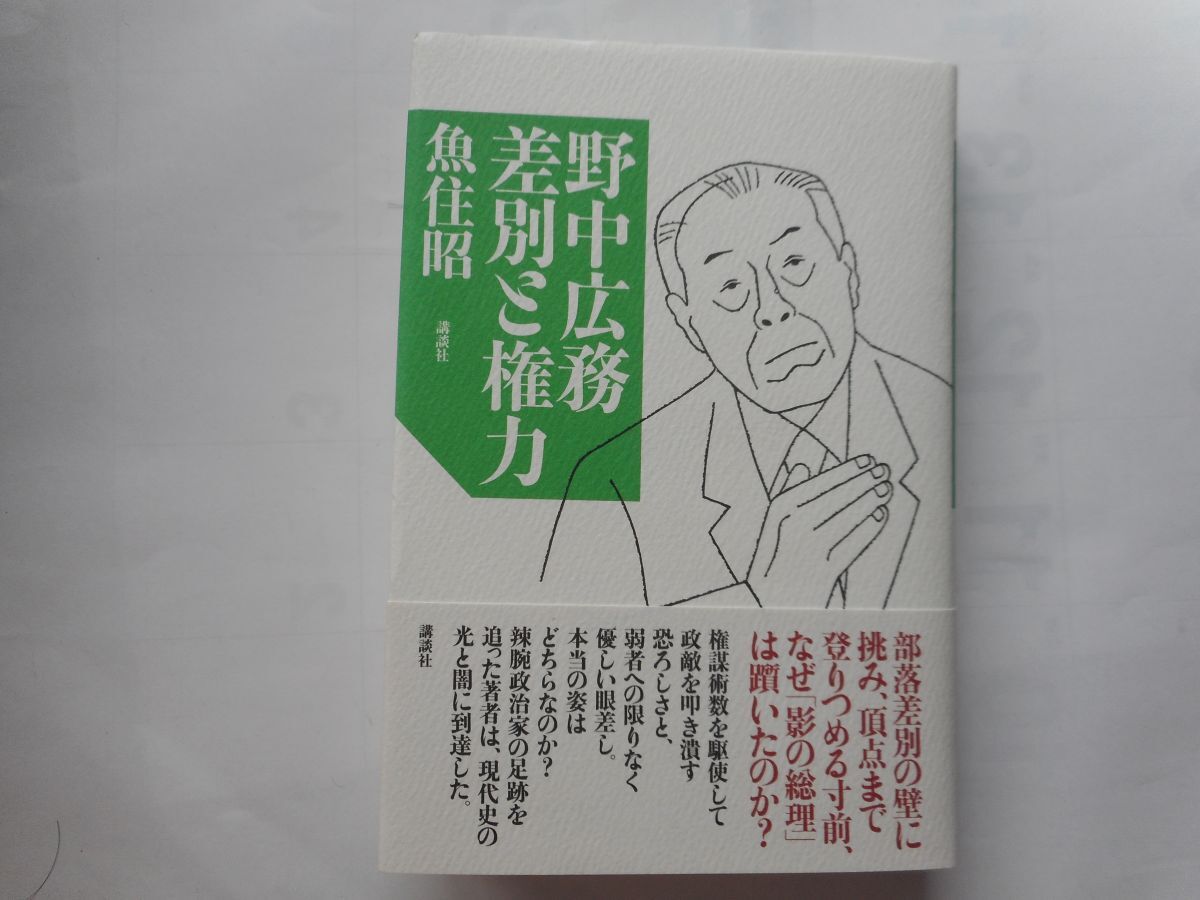 野中広務
差別と権力
魚住昭
講談社
部落差別の壁に
挑み、頂点まで
登りつめる寸前、
なぜ「影の総理」
は躓いたのか?
権謀術数を駆使して
政敵を叩き潰す
恐ろしさと、
弱者への限りなく
優しい眼差し。
本当の姿は
どちらなのか?
辣腕政治家の足跡を
追った著者は、現代史の
光と闇に到達した。
講談社